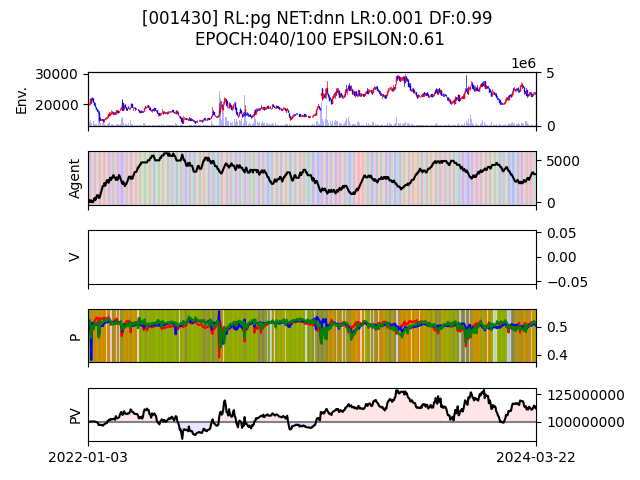 [001430] RL:pg NET:dnn LR:0.001 DF:0.99
EPOCH:040/100 EPSILON:0.61
1e6
Env.
30000
20000
5
0
Agent
5000
0
V
0.05
0.00
−0.05
P
0.5
0.4
PV
125000000
100000000
2022-01-03
2024-03-22